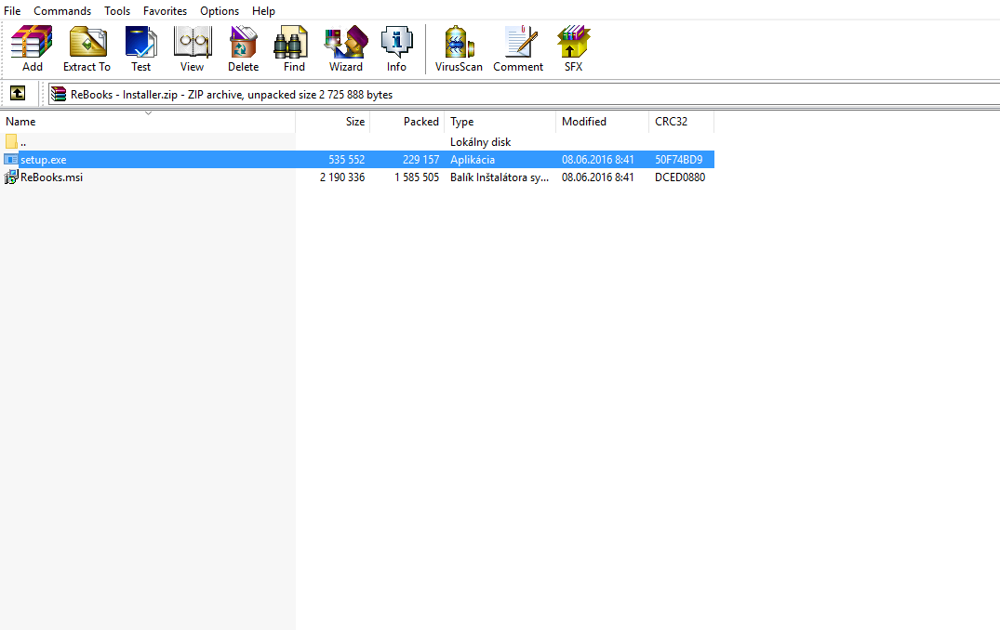 File Commands Tools Favorites Options Help
Add Extract To Test View Delete Find Wizard Info VirusScan Comment SFX
ReBooks - Installer.zip - ZIP archive, unpacked size 2 725 888 bytes
Name Size Packed Type Modified CRC32
.. Lokálny disk
setup.exe 535 552 229 157 Aplikácia 08.06.2016 8:41 50F74BD9
ReBooks.msi 2 190 336 1 585 505 Balík Inštalátora sy... 08.06.2016 8:41 DCED0880